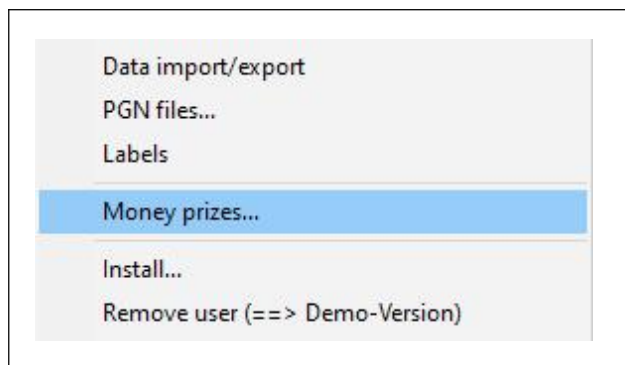 Data import/export
PGN files...
Labels
Money prizes...
Install...
Remove user (==> Demo-Version)